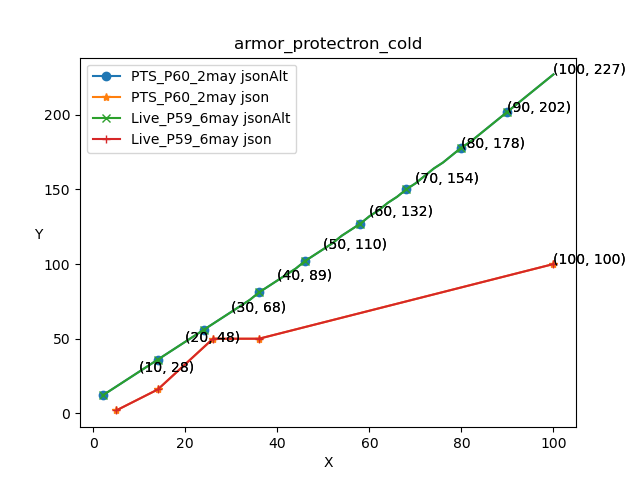 armor_protectron_cold
PTS_P60_2may jsonAlt
PTS_P60_2may json
Live_P59_6may jsonAlt
Live_P59_6may json
(100, 227)
(90, 202)
(80, 178)
(70, 154)
(60, 132)
(50, 110)
(40, 89)
(30, 68)
(20, 48)
(10, 28)
(100, 100)
Y
200
150
100
50
0
0 20 40 60 80 100
X